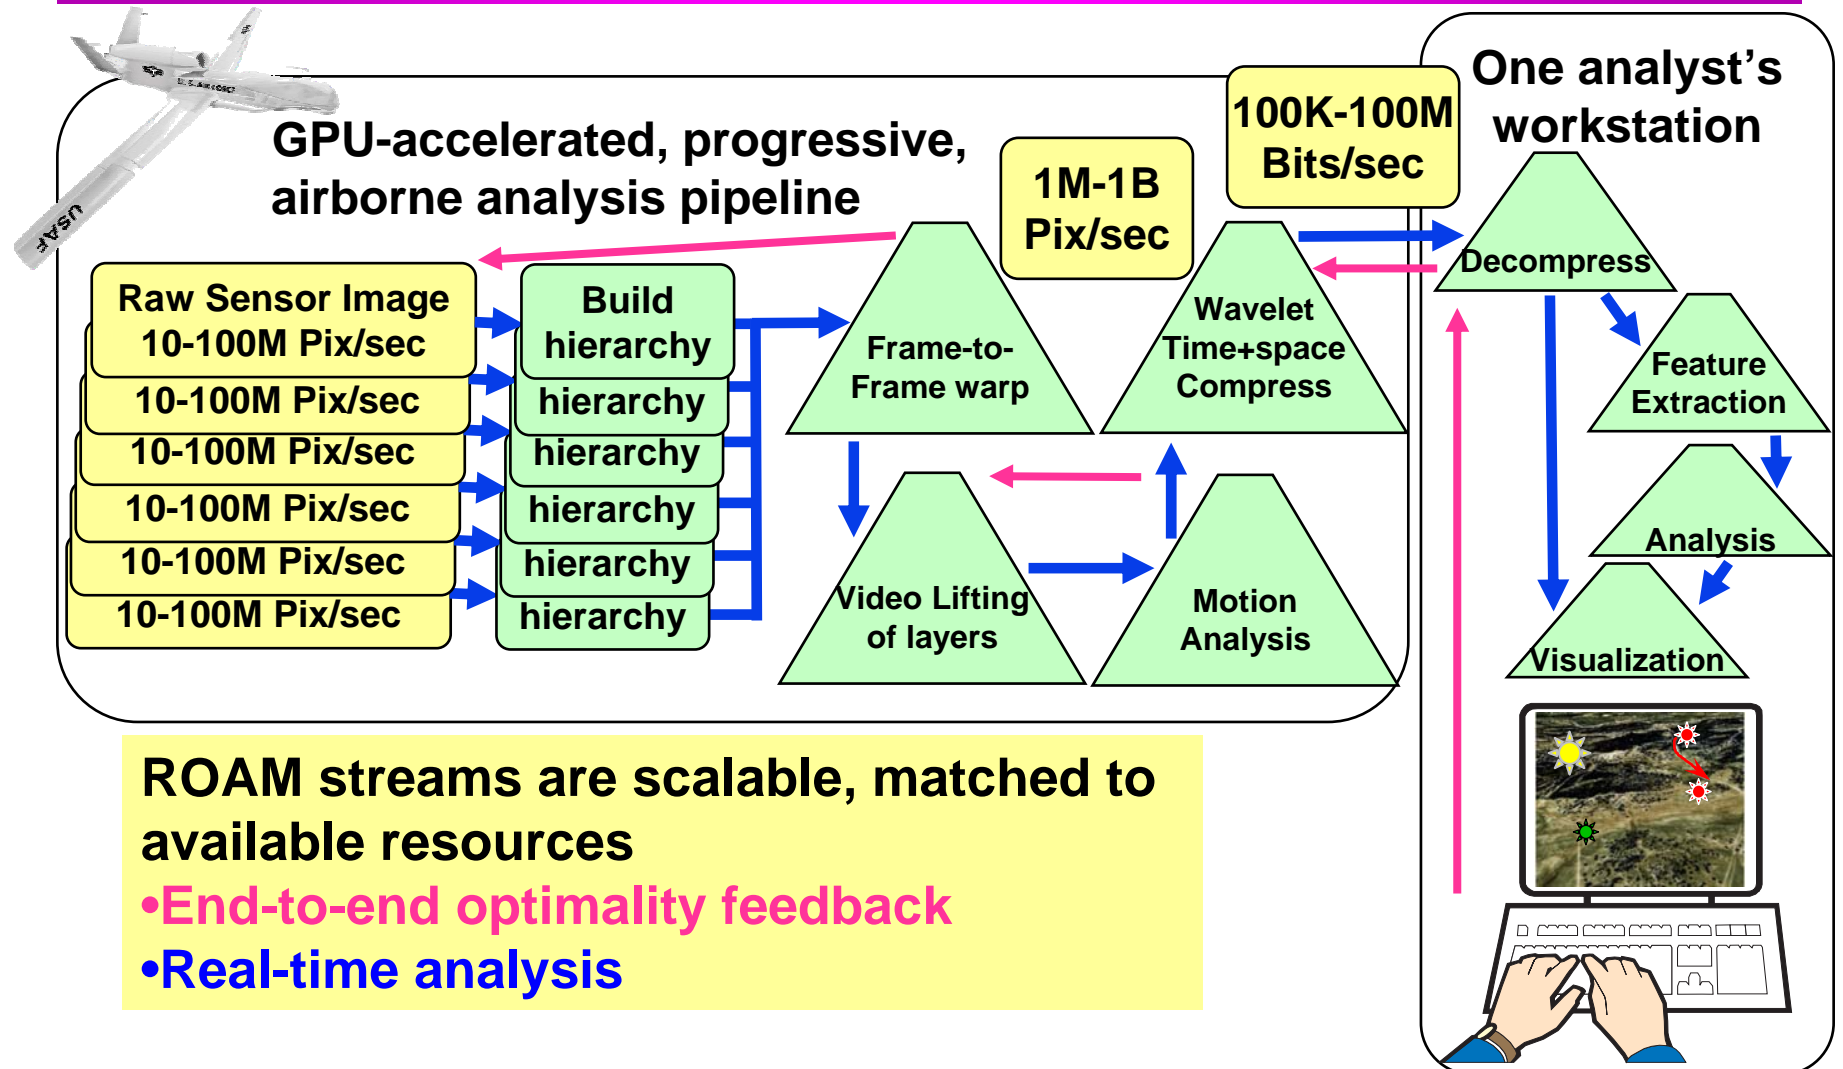 One analyst's
workstation
100K-100M
Bits/sec
GPU-accelerated, progressive,
airborne analysis pipeline
1M-1B
Pix/sec
USAF
Raw Sensor Image
10-100M Pix/sec
10-100M Pix/sec
10-100M Pix/sec
10-100M Pix/sec
10-100M Pix/sec
10-100M Pix/sec
Build
hierarchy
hierarchy
hierarchy
hierarchy
hierarchy
hierarchy
Frame-to-
Frame warp
Wavelet
Time+space
Compress
Video Lifting
of layers
Motion
Analysis
Decompress
Feature
Extraction
Analysis
Visualization
ROAM streams are scalable, matched to
available resources
•End-to-end optimality feedback
•Real-time analysis